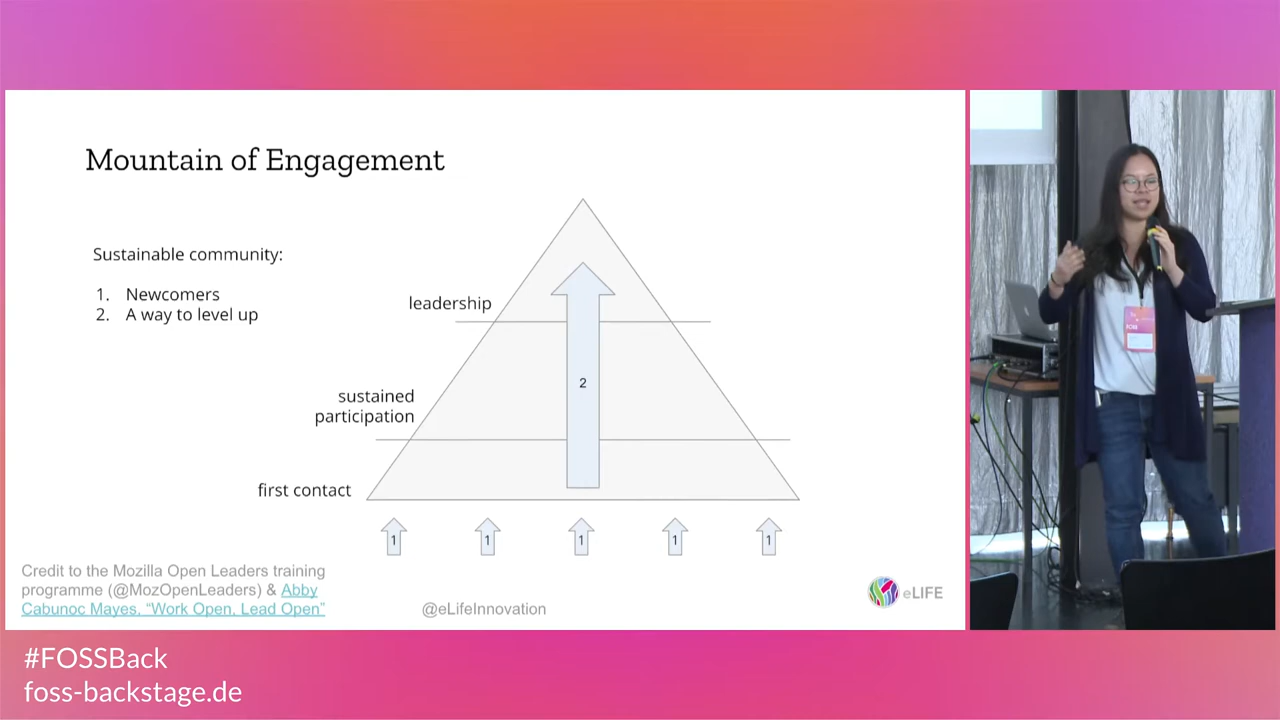 Mountain of Engagement
Sustainable community:
1. Newcomers
2. A way to level up
leadership
2
sustained
participation
first contact
1 1 1 1 1
Credit to the Mozilla Open Leaders training
programme (@MozOpenLeaders) & Abby
Cabunoc Mayes, “Work Open, Lead Open”
@eLifeInnovation
eLIFE
#FOSSBack
foss-backstage.de